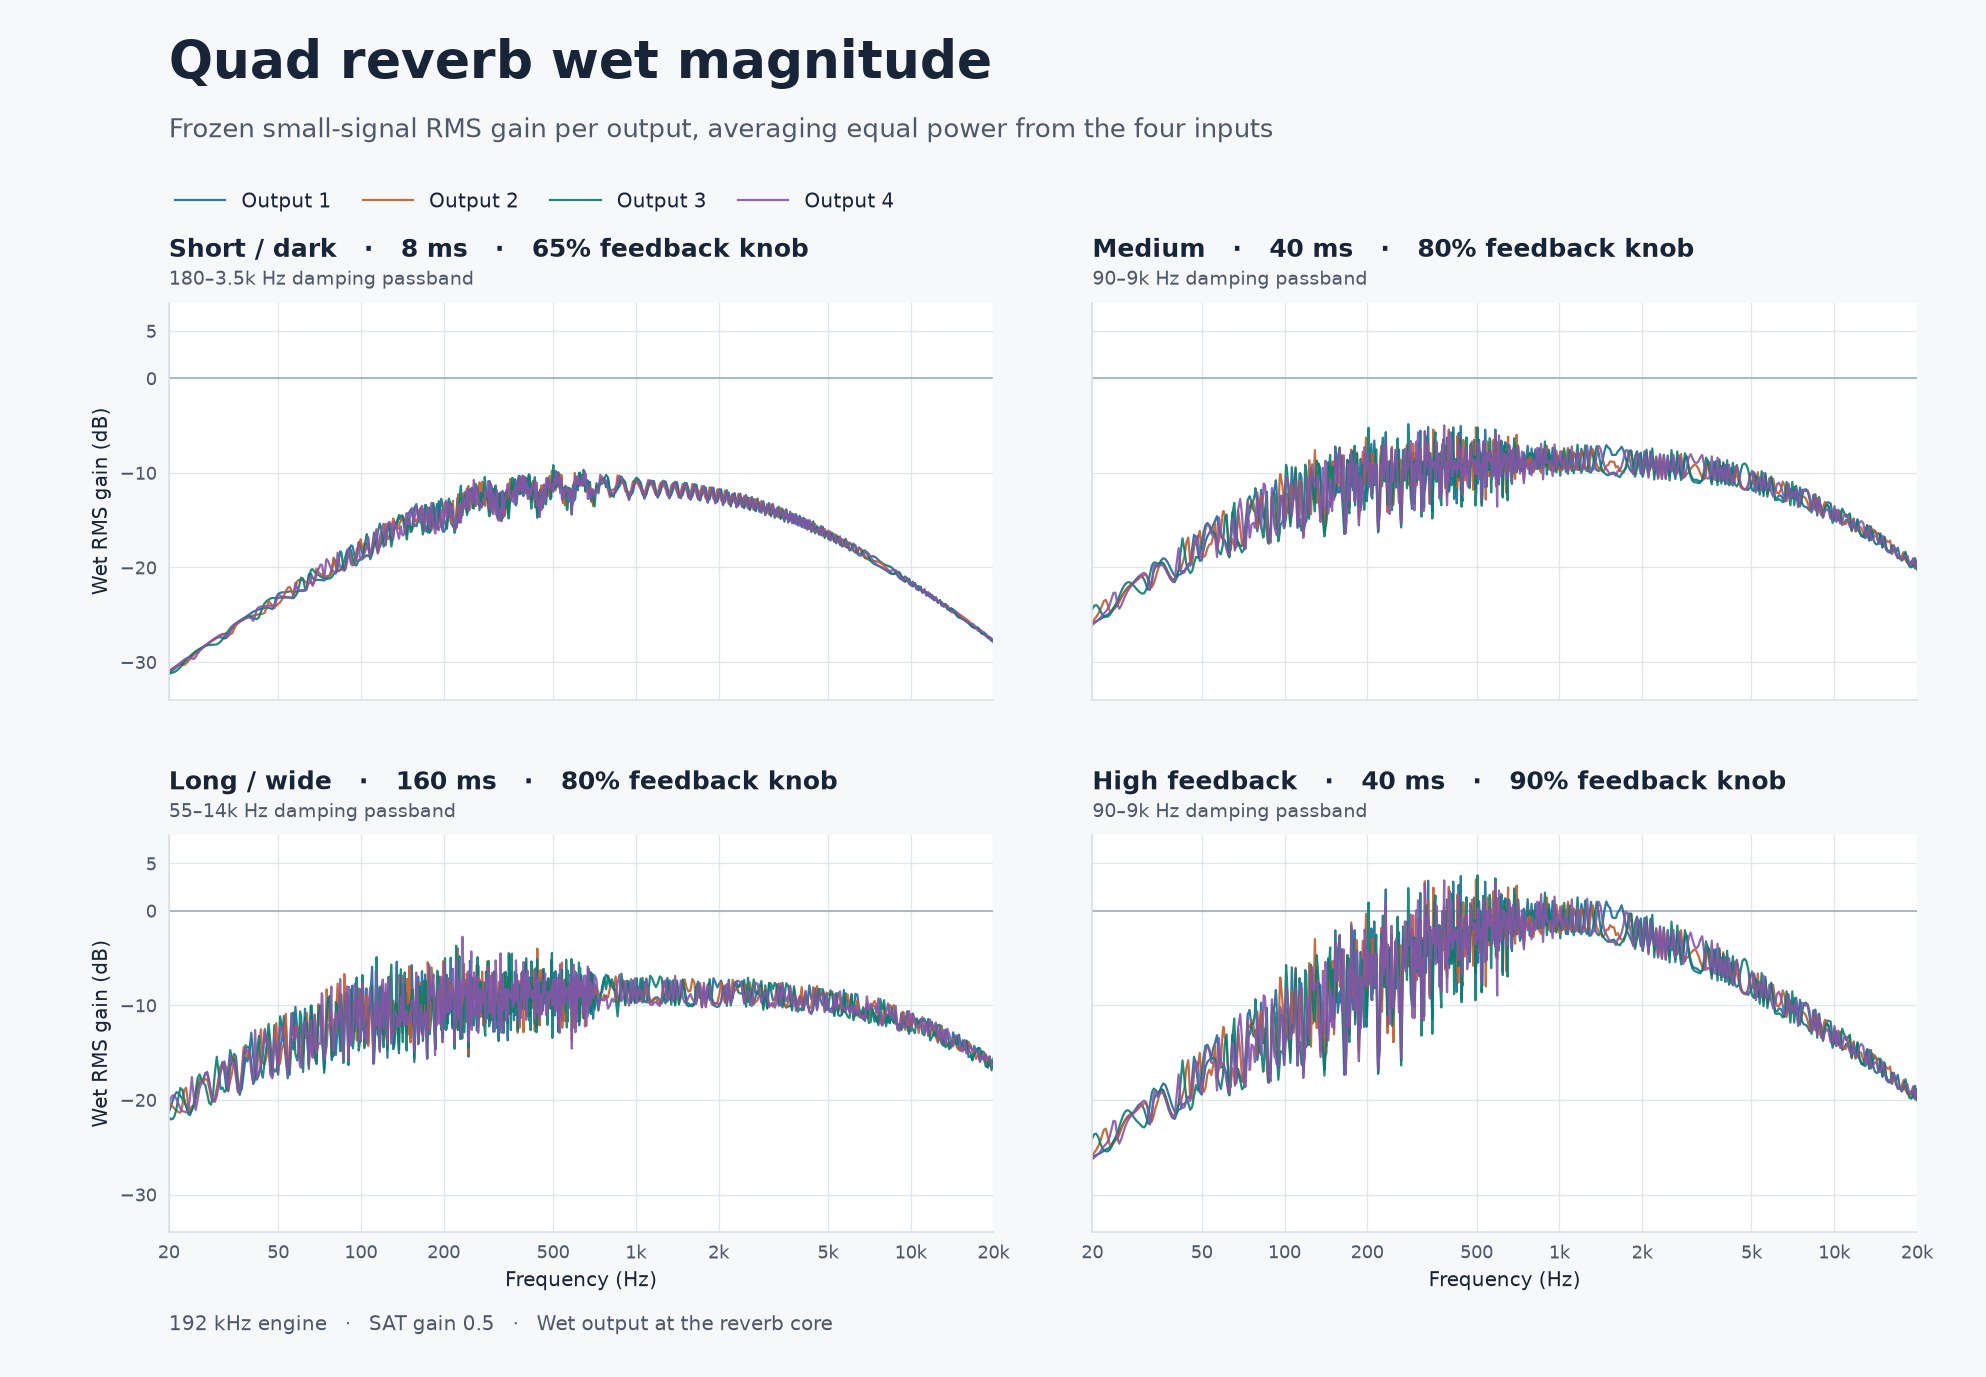 Quad reverb wet magnitude
Frozen small-signal RMS gain per output, averaging equal power from the four inputs
Output 1 Output 2 Output 3 Output 4
Short / dark · 8 ms · 65% feedback knob
180–3.5k Hz damping passband
Medium · 40 ms · 80% feedback knob
90–9k Hz damping passband
Wet RMS gain (dB)
5
0
−10
−20
−30
Long / wide · 160 ms · 80% feedback knob
55–14k Hz damping passband
High feedback · 40 ms · 90% feedback knob
90–9k Hz damping passband
Wet RMS gain (dB)
5
0
−10
−20
−30
20 50 100 200 500 1k 2k 5k 10k 20k
Frequency (Hz)
20 50 100 200 500 1k 2k 5k 10k 20k
Frequency (Hz)
192 kHz engine · SAT gain 0.5 · Wet output at the reverb core